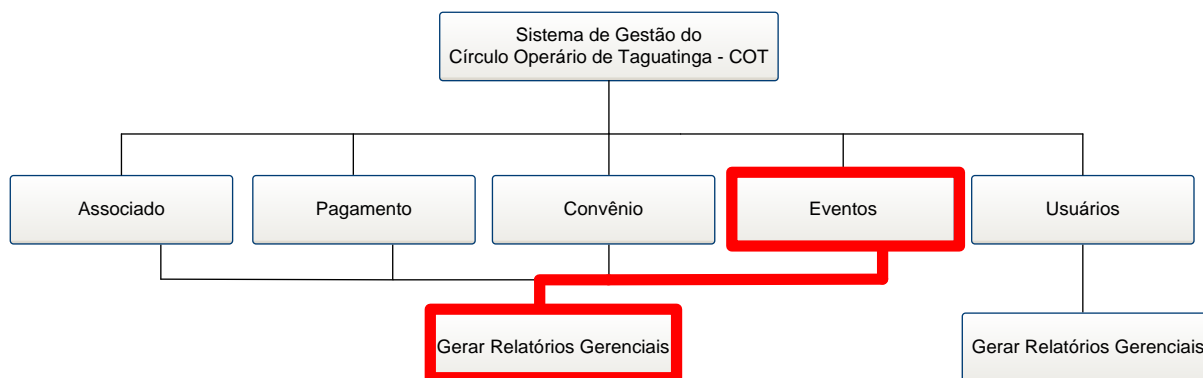 Sistema de Gestão do
Círculo Operário de Taguatinga - COT
Associado
Pagamento
Convênio
Eventos
Usuários
Gerar Relatórios Gerenciais
Gerar Relatórios Gerenciais